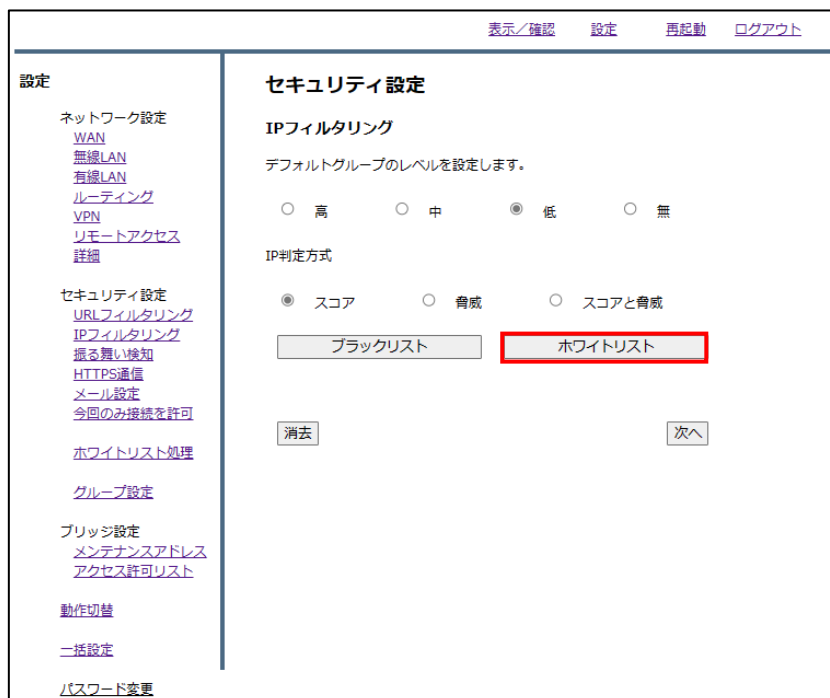 表示／確認 設定 再起動 ログアウト
設定
ネットワーク設定
WAN
無線LAN
有線LAN
ルーティング
VPN
リモートアクセス
詳細
セキュリティ設定
URLフィルタリング
IPフィルタリング
振る舞い検知
HTTPS通信
メール設定
今回のみ接続を許可
ホワイトリスト処理
グループ設定
ブリッジ設定
メンテナンスアドレス
アクセス許可リスト
動作切替
一括設定
パスワード変更
セキュリティ設定
IPフィルタリング
デフォルトグループのレベルを設定します。
高 中 低 無
IP判定方式
スコア 脅威 スコアと脅威
ブラックリスト ホワイトリスト
消去 次へ